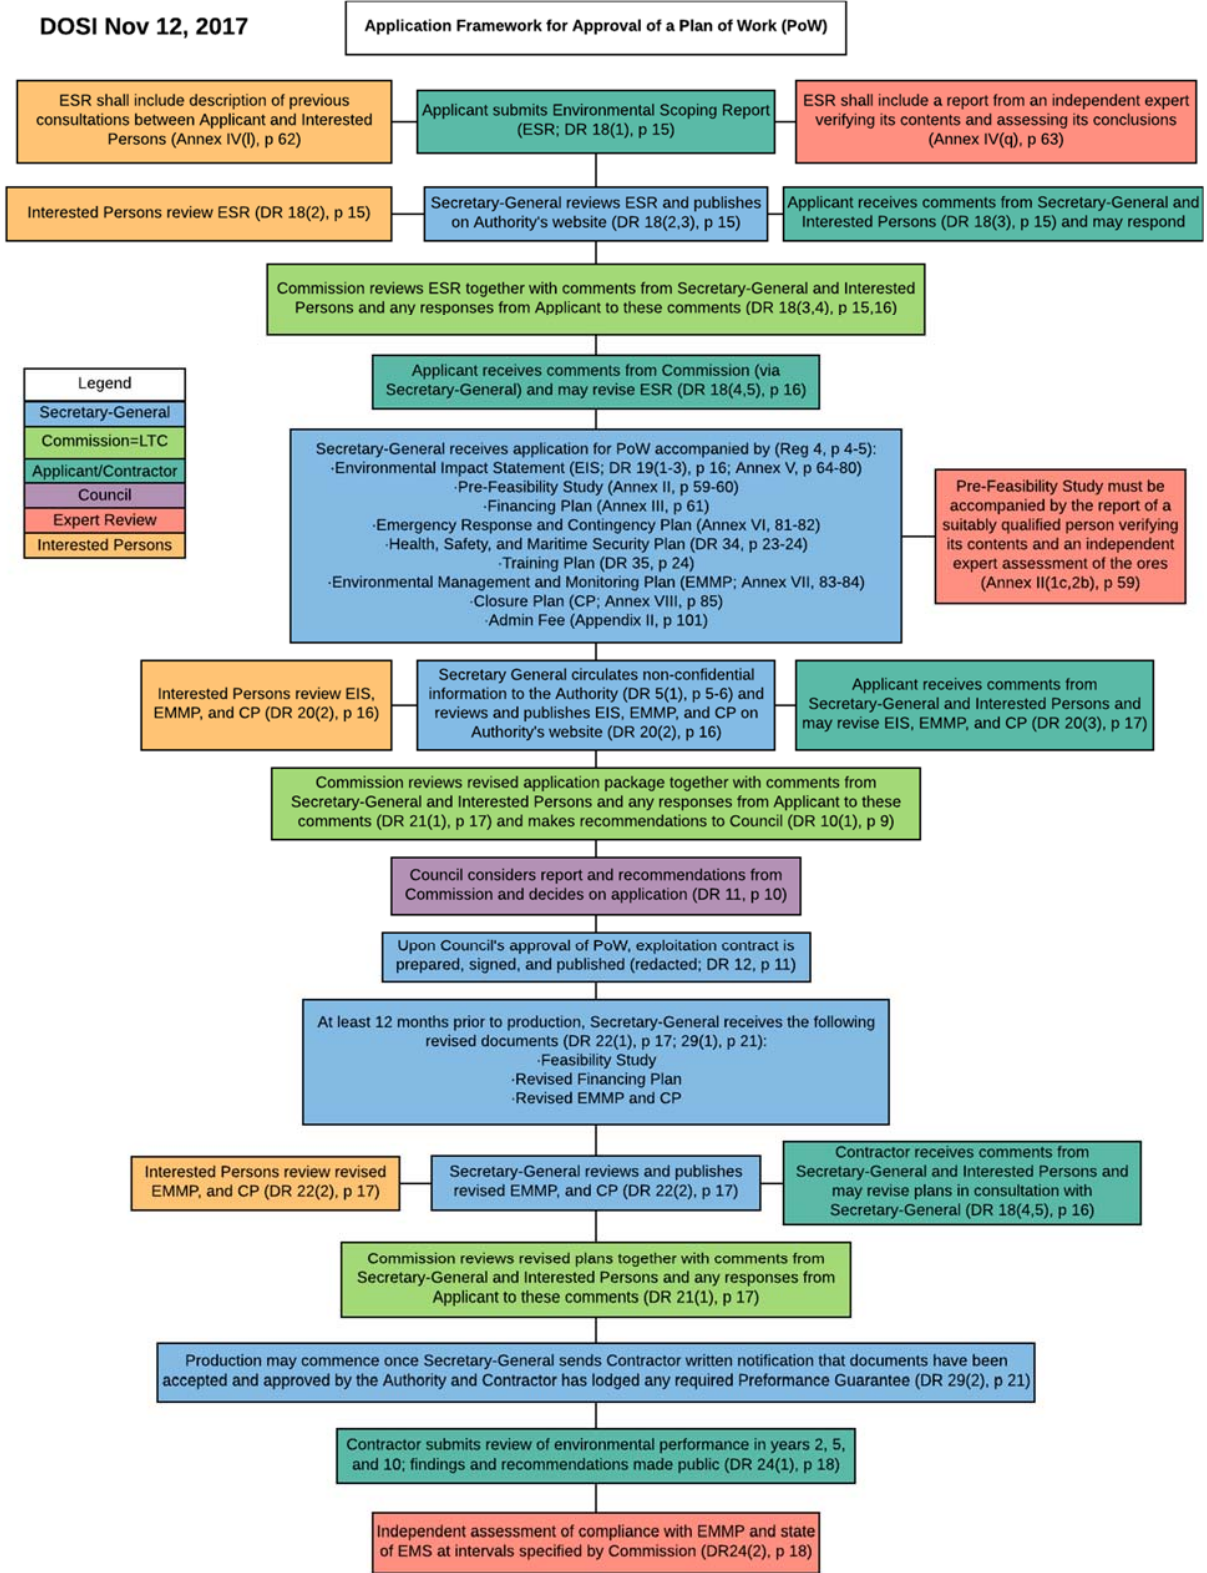 DOSI Nov 12, 2017
Application Framework for Approval of a Plan of Work (PoW)
ESR shall include description of previous
consultations between Applicant and Interested
Persons (Annex IV(l), p 62)
Applicant submits Environmental Scoping Report
(ESR; DR 18(1), p 15)
ESR shall include a report from an independent expert
verifying its contents and assessing its conclusions
(Annex IV(q), p 63)
Interested Persons review ESR (DR 18(2), p 15)
Secretary-General reviews ESR and publishes
on Authority's website (DR 18(2,3), p 15)
Applicant receives comments from Secretary-General and
Interested Persons (DR 18(3), p 15) and may respond
Commission reviews ESR together with comments from Secretary-General and Interested
Persons and any responses from Applicant to these comments (DR 18(3,4), p 15,16)
Applicant receives comments from Commission (via
Secretary-General) and may revise ESR (DR 18(4,5), p 16)
Legend
Secretary-General
Commission=LTC
Applicant/Contractor
Council
Expert Review
Interested Persons
Secretary-General receives application for PoW accompanied by (Reg 4, p 4-5):
·Environmental Impact Statement (EIS; DR 19(1-3), p 16; Annex V, p 64-80)
·Pre-Feasibility Study (Annex II, p 59-60)
·Financing Plan (Annex III, p 61)
·Emergency Response and Contingency Plan (Annex VI, 81-82)
·Health, Safety, and Maritime Security Plan (DR 34, p 23-24)
·Training Plan (DR 35, p 24)
·Environmental Management and Monitoring Plan (EMMP; Annex VII, 83-84)
·Closure Plan (CP; Annex VIII, p 85)
·Admin Fee (Appendix II, p 101)
Pre-Feasibility Study must be
accompanied by the report of a
suitably qualified person verifying
its contents and an independent
expert assessment of the ores
(Annex II(1c,2b), p 59)
Interested Persons review EIS,
EMMP, and CP (DR 20(2), p 16)
Secretary General circulates non-confidential
information to the Authority (DR 5(1), p 5-6) and
reviews and publishes EIS, EMMP, and CP on
Authority's website (DR 20(2), p 16)
Applicant receives comments from
Secretary-General and Interested Persons and
may revise EIS, EMMP, and CP (DR 20(3), p 17)
Commission reviews revised application package together with comments from
Secretary-General and Interested Persons and any responses from Applicant to these
comments (DR 21(1), p 17) and makes recommendations to Council (DR 10(1), p 9)
Council considers report and recommendations from
Commission and decides on application (DR 11, p 10)
Upon Council's approval of PoW, exploitation contract is
prepared, signed, and published (redacted; DR 12, p 11)
At least 12 months prior to production, Secretary-General receives the following
revised documents (DR 22(1), p 17; 29(1), p 21):
·Feasibility Study
·Revised Financing Plan
·Revised EMMP and CP
Interested Persons review revised
EMMP, and CP (DR 22(2), p 17)
Secretary-General reviews and publishes
revised EMMP, and CP (DR 22(2), p 17)
Contractor receives comments from
Secretary-General and Interested Persons and
may revise plans in consultation with
Secretary-General (DR 18(4,5), p 16)
Commission reviews revised plans together with comments from
Secretary-General and Interested Persons and any responses from
Applicant to these comments (DR 21(1), p 17)
Production may commence once Secretary-General sends Contractor written notification that documents have been
accepted and approved by the Authority and Contractor has lodged any required Preformance Guarantee (DR 29(2), p 21)
Contractor submits review of environmental performance in years 2, 5,
and 10; findings and recommendations made public (DR 24(1), p 18)
Independent assessment of compliance with EMMP and state
of EMS at intervals specified by Commission (DR24(2), p 18)